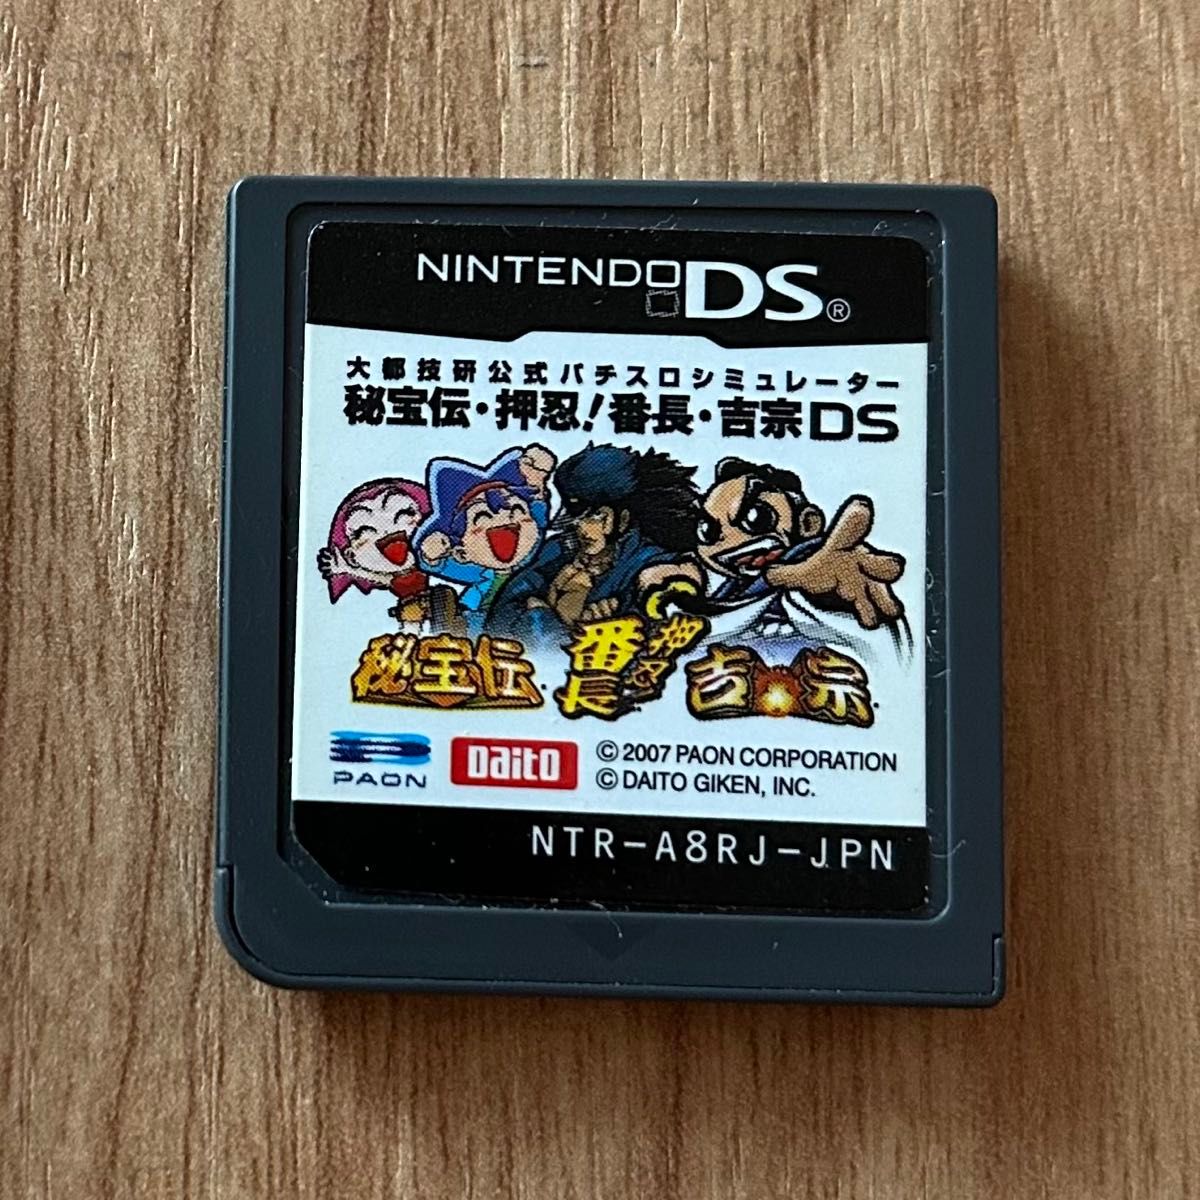 NINTENDO DS®
大都技研公式パチスロシミュレーター
秘宝伝・押忍!番長・吉宗DS
秘宝伝 押忍!番長 吉宗
PAON Daito © 2007 PAON CORPORATION
© DAITO GIKEN, INC.
NTR-A8RJ-JPN